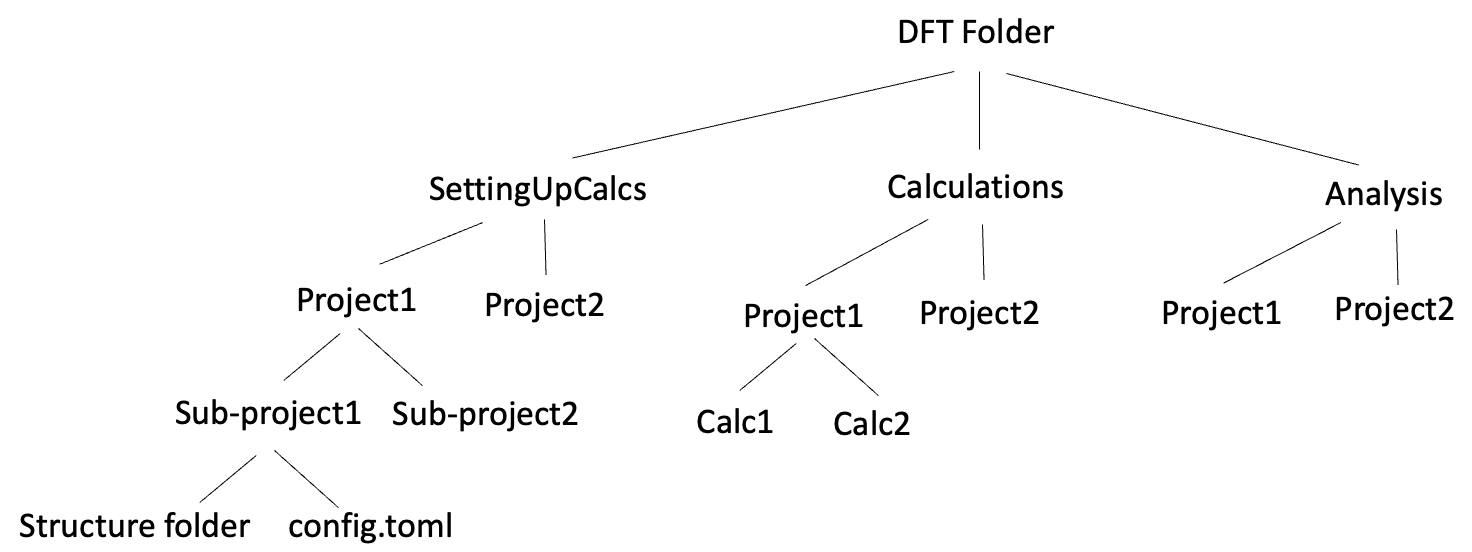 DFT Folder
SettingUpCalcs
Calculations
Analysis
Project1
Project2
Project1
Project2
Project1
Project2
Sub-project1
Sub-project2
Calc1
Calc2
Structure folder
config.toml